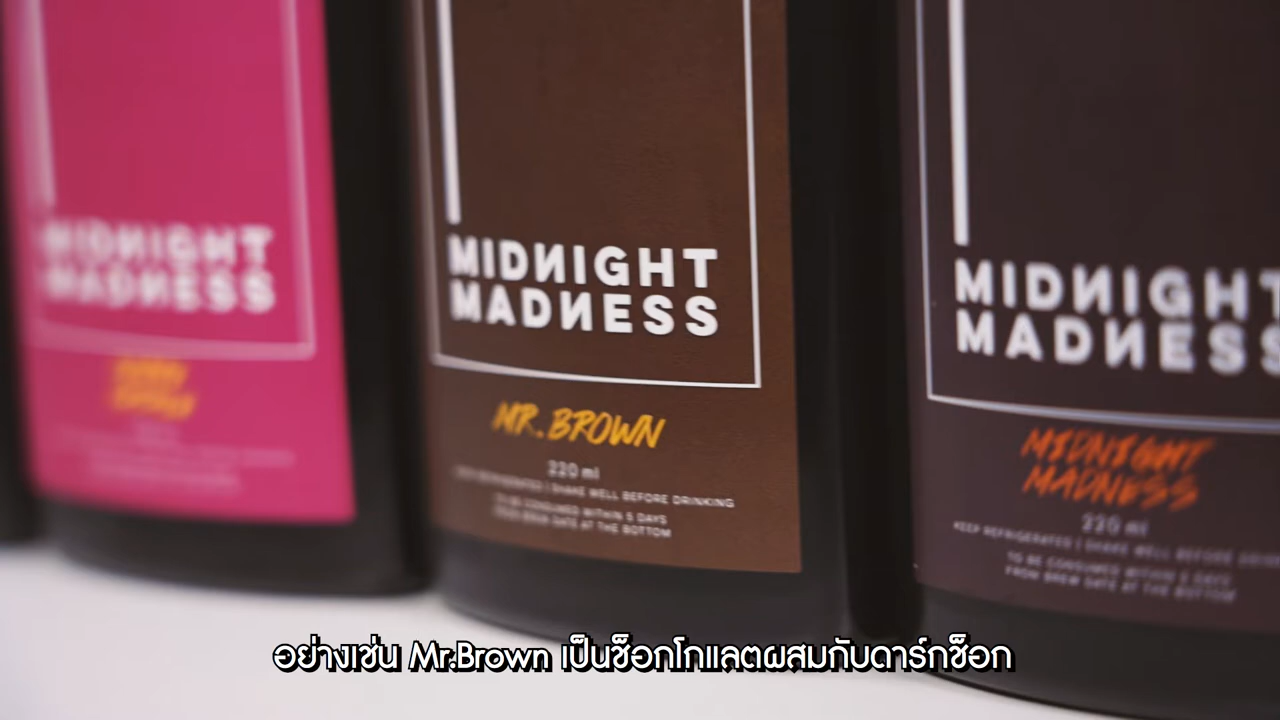 MIDNIGHT
MADNESS
MIDNIGHT
MADNESS
MR. BROWN
220 ml
KEEP REFRIGERATED | SHAKE WELL BEFORE DRINKING
TO BE CONSUMED WITHIN 5 DAYS
FROM BREW DATE AT THE BOTTOM
MIDNIGHT
MADNESS
MIDNIGHT
MADNESS
220 ml
KEEP REFRIGERATED | SHAKE WELL BEFORE
TO BE CONSUMED WITHIN 5 DAYS
FROM BREW DATE AT THE BOTTOM
อย่างเช่น Mr.Brown เป็นช็อกโกแลตผสมกับดาร์กช็อก